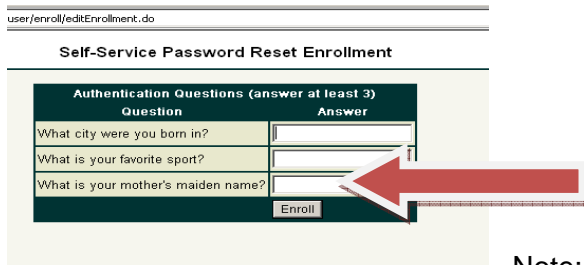 user/enroll/editEnrollment.do
Self-Service Password Reset Enrollment
Authentication Questions (answer at least 3)
Question Answer
What city were you born in?
What is your favorite sport?
What is your mother's maiden name?
Enroll
Note: